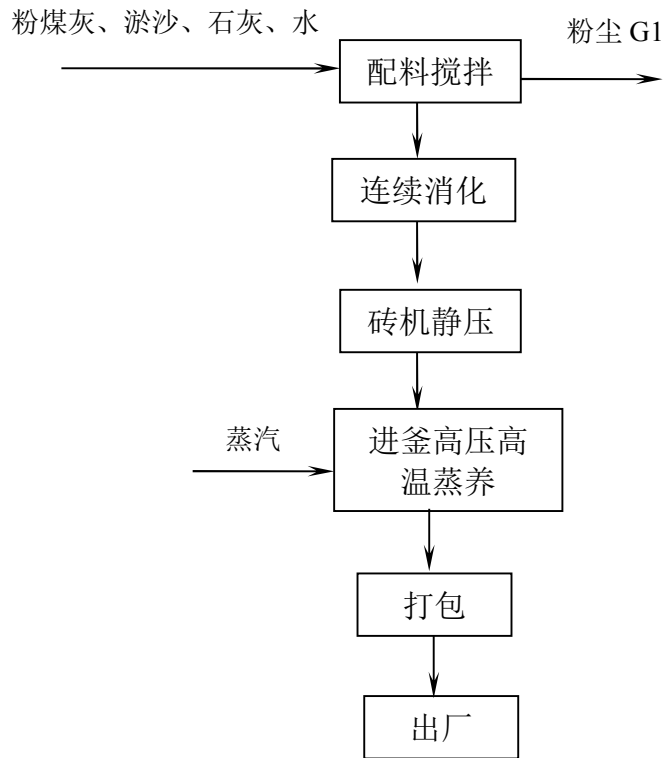 粉煤灰、淤沙、石灰、水
粉尘 G1
配料搅拌
连续消化
砖机静压
蒸汽
进釜高压高
温蒸养
打包
出厂